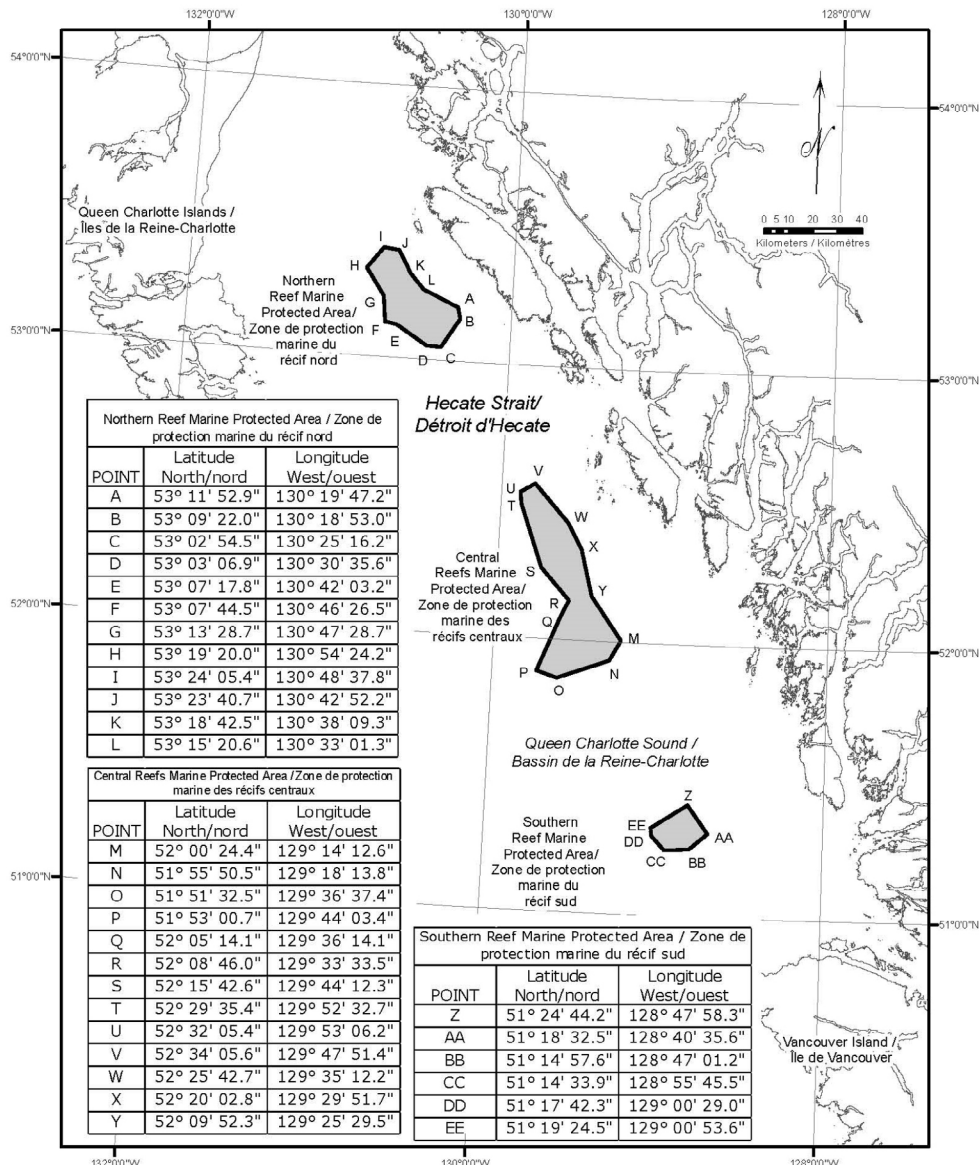 132°0'0"W 130°0'0"W 128°0'0"W
54°0'0"N
54°0'0"N
N
0 5 10 20 30 40
Kilometers / Kilomètres
Queen Charlotte Islands /
Îles de la Reine-Charlotte
I J
H K
L
G A
B
F E
D C
Northern
Reef Marine
Protected Area/
Zone de protection
marine du
récif nord
53°0'0"N
53°0'0"N
Hecate Strait/
Détroit d'Hecate
Northern Reef Marine Protected Area / Zone de
protection marine du récif nord
POINT Latitude North/nord Longitude West/ouest
A 53° 11' 52.9" 130° 19' 47.2"
B 53° 09' 22.0" 130° 18' 53.0"
C 53° 02' 54.5" 130° 25' 16.2"
D 53° 03' 06.9" 130° 30' 35.6"
E 53° 07' 17.8" 130° 42' 03.2"
F 53° 07' 44.5" 130° 46' 26.5"
G 53° 13' 28.7" 130° 47' 28.7"
H 53° 19' 20.0" 130° 54' 24.2"
I 53° 24' 05.4" 130° 48' 37.8"
J 53° 23' 40.7" 130° 42' 52.2"
K 53° 18' 42.5" 130° 38' 09.3"
L 53° 15' 20.6" 130° 33' 01.3"
V
U
T W
X
S
R Y
Q
M
P N
O
Central
Reefs Marine
Protected Area/
Zone de protection
marine des
récifs centraux
52°0'0"N
52°0'0"N
Queen Charlotte Sound /
Bassin de la Reine-Charlotte
Central Reefs Marine Protected Area /Zone de protection
marine des récifs centraux
POINT Latitude North/nord Longitude West/ouest
M 52° 00' 24.4" 129° 14' 12.6"
N 51° 55' 50.5" 129° 18' 13.8"
O 51° 51' 32.5" 129° 36' 37.4"
P 51° 53' 00.7" 129° 44' 03.4"
Q 52° 05' 14.1" 129° 36' 14.1"
R 52° 08' 46.0" 129° 33' 33.5"
S 52° 15' 42.6" 129° 44' 12.3"
T 52° 29' 35.4" 129° 52' 32.7"
U 52° 32' 05.4" 129° 53' 06.2"
V 52° 34' 05.6" 129° 47' 51.4"
W 52° 25' 42.7" 129° 35' 12.2"
X 52° 20' 02.8" 129° 29' 51.7"
Y 52° 09' 52.3" 129° 25' 29.5"
Z
EE AA
DD
CC BB
Southern
Reef Marine
Protected Area/
Zone de protection
marine du
récif sud
51°0'0"N
51°0'0"N
Southern Reef Marine Protected Area / Zone de
protection marine du récif sud
POINT Latitude North/nord Longitude West/ouest
Z 51° 24' 44.2" 128° 47' 58.3"
AA 51° 18' 32.5" 128° 40' 35.6"
BB 51° 14' 57.6" 128° 47' 01.2"
CC 51° 14' 33.9" 128° 55' 45.5"
DD 51° 17' 42.3" 129° 00' 29.0"
EE 51° 19' 24.5" 129° 00' 53.6"
Vancouver Island /
Île de Vancouver
132°0'0"W 130°0'0"W 128°0'0"W